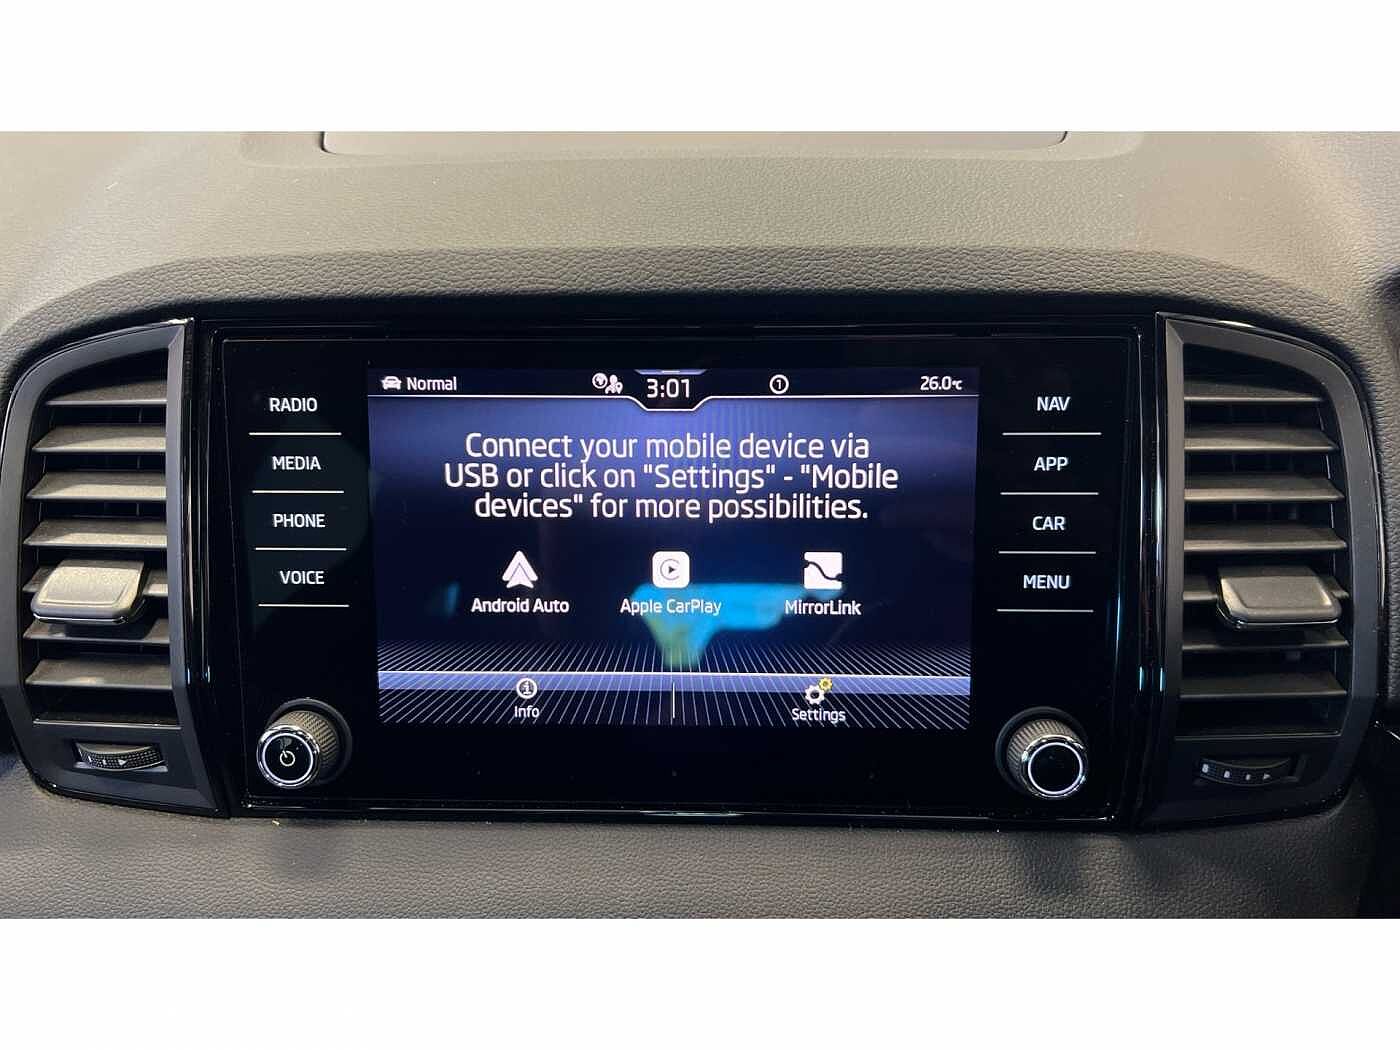 Normal
3:01
1
26.0°C
RADIO
MEDIA
PHONE
VOICE
NAV
APP
CAR
MENU
Connect your mobile device via
USB or click on "Settings" - "Mobile
devices" for more possibilities.
Android Auto
Apple CarPlay
MirrorLink
Info
Settings